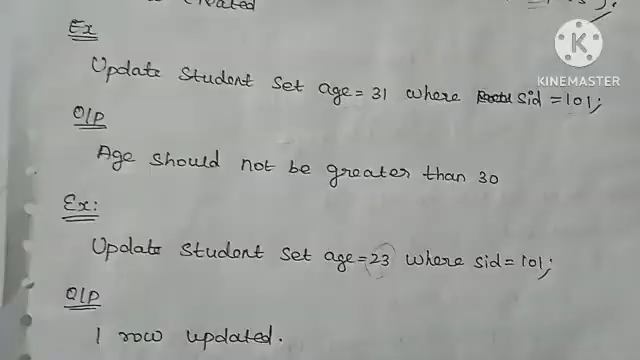 Ex
K
KINEMASTER
Update Student Set age = 31 where sid = 101;
O/P
Age should not be greater than 30
Ex:
Update Student Set age = 23 where sid = 101;
O/P
1 row updated.